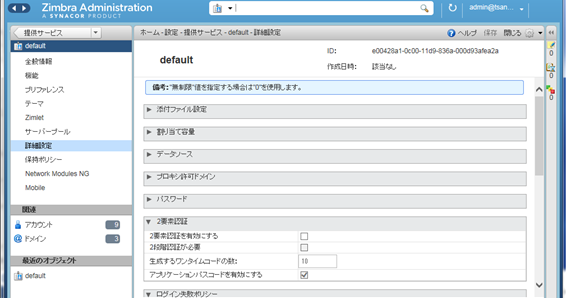 Zimbra Administration
A SYNACOR PRODUCT
admin@tsan...
提供サービス
ホーム - 設定 - 提供サービス - default - 詳細設定
ヘルプ 保存 閉じる
default
全般情報
機能
プリファレンス
テーマ
Zimlet
サーバープール
詳細設定
保持ポリシー
Network Modules NG
Mobile
関連
アカウント 9
ドメイン 3
最近のオブジェクト
default
default
ID: e00428a1-0c00-11d9-836a-000d93afea2a
作成日時: 該当なし
備考:"無制限"値を指定する場合は"0"を使用します。
添付ファイル設定
割り当て容量
データソース
プロキシ許可ドメイン
パスワード
2要素認証
2要素認証を有効にする
2段階認証が必要
生成するワンタイムコードの数: 10
アプリケーションパスコードを有効にする
ログイン失敗ポリシー
0
0
0